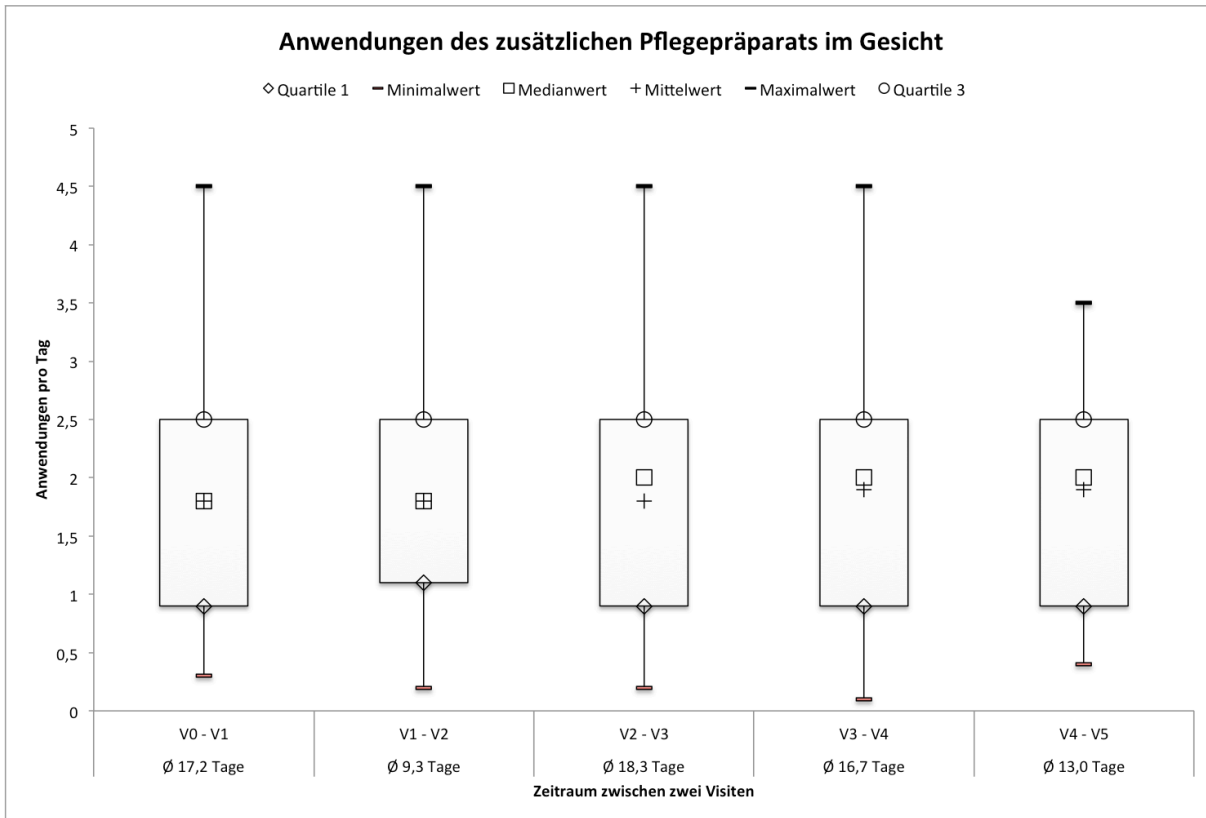 Anwendungen des zusätzlichen Pflegepräparats im Gesicht
Quartile 1 Minimalwert Medianwert Mittelwert Maximalwert Quartile 3
Anwendungen pro Tag
5
4,5
4
3,5
3
2,5
2
1,5
1
0,5
0
V0 - V1 V1 - V2 V2 - V3 V3 - V4 V4 - V5
Ø 17,2 Tage Ø 9,3 Tage Ø 18,3 Tage Ø 16,7 Tage Ø 13,0 Tage
Zeitraum zwischen zwei Visiten